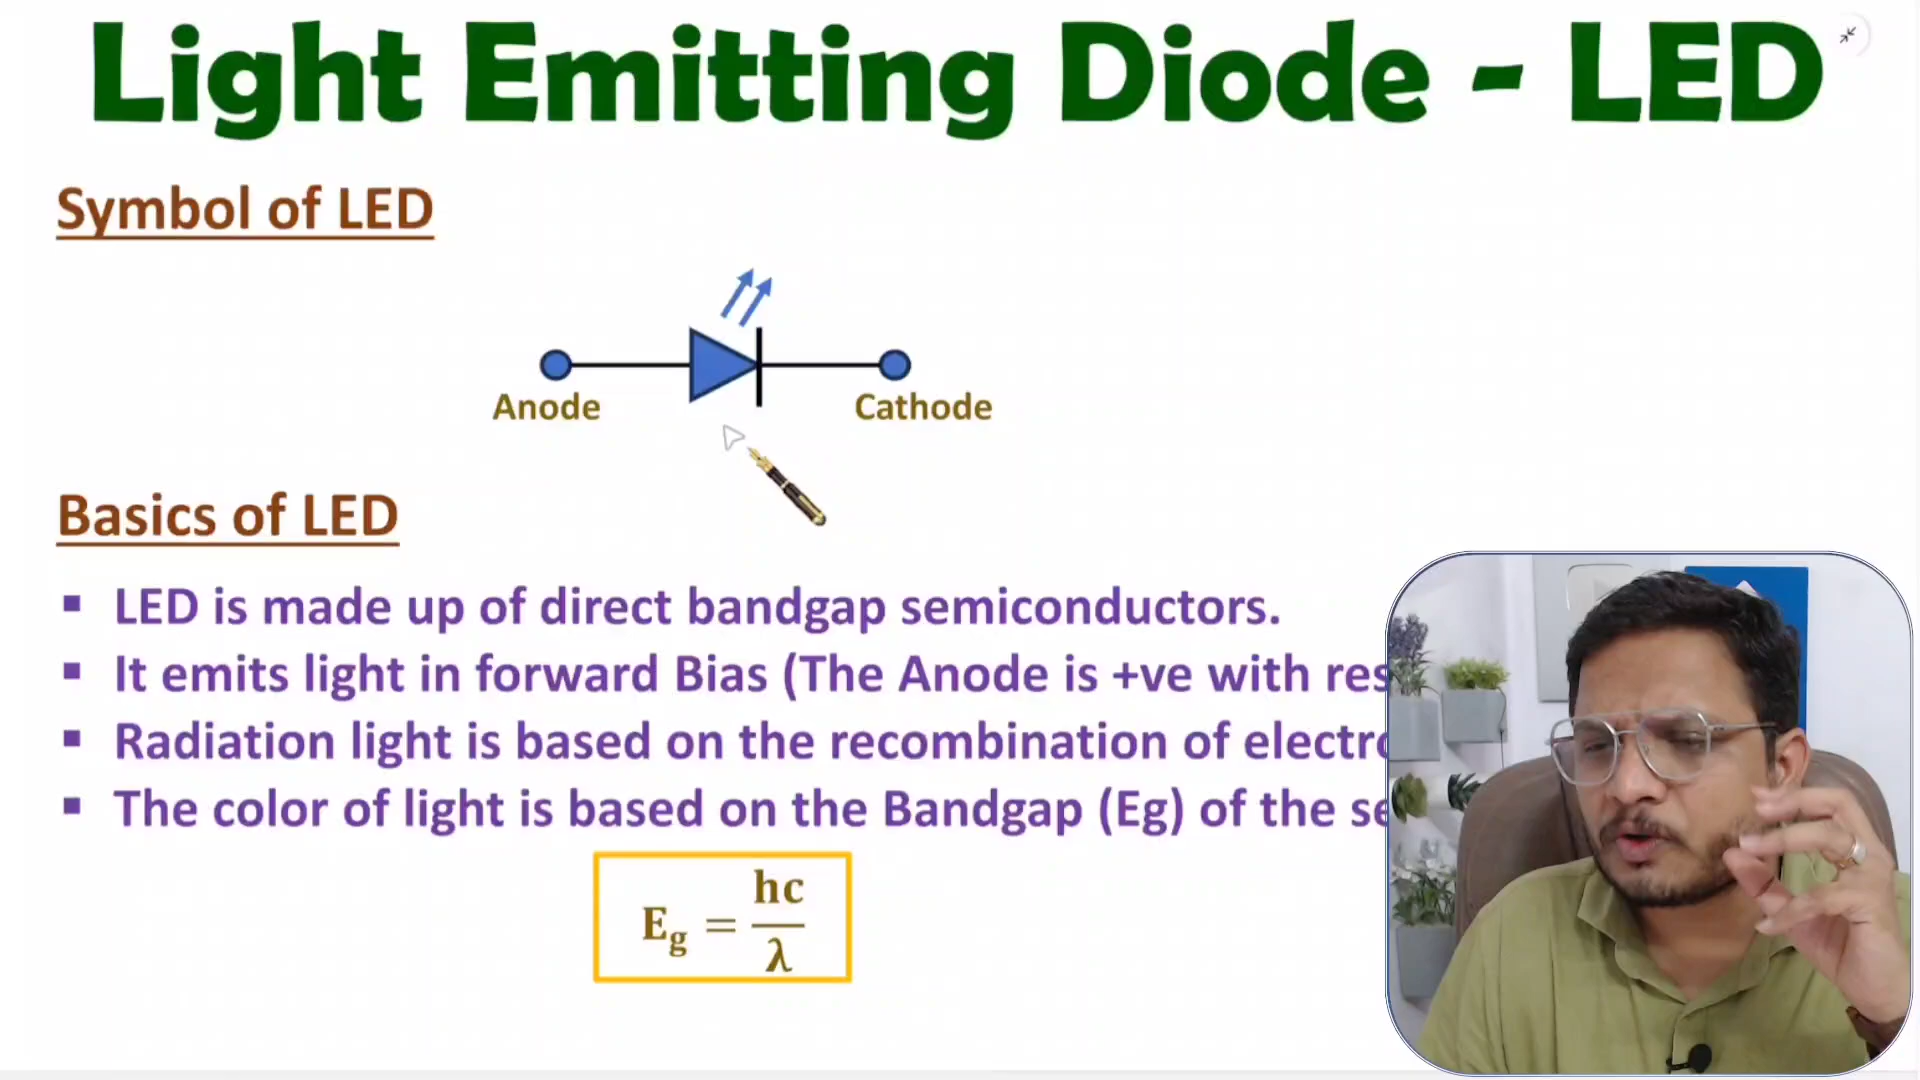 Light Emitting Diode - LED
Symbol of LED
Anode
Cathode
Basics of LED
▪ LED is made up of direct bandgap semiconductors.
▪ It emits light in forward Bias (The Anode is +ve with res
▪ Radiation light is based on the recombination of electro
▪ The color of light is based on the Bandgap (Eg) of the se
E_g = hc/λ